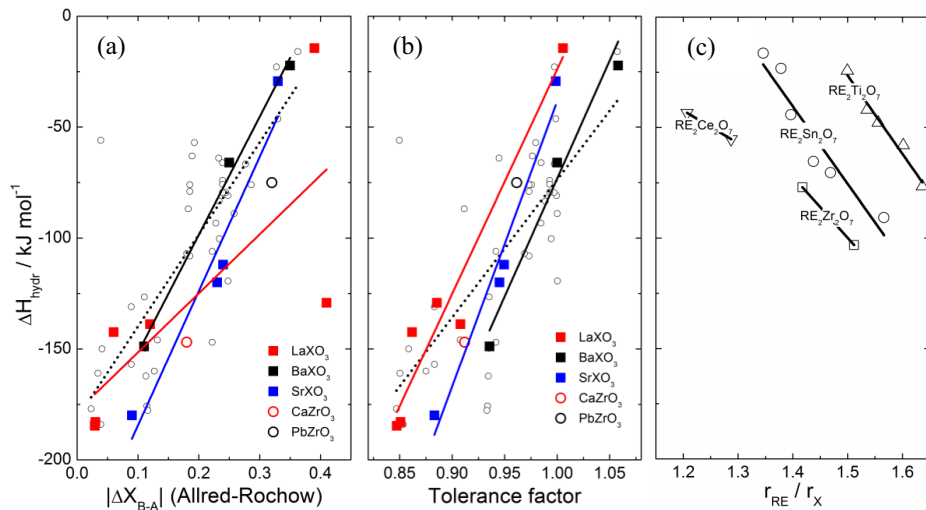 (a)
(b)
(c)
0
-50
-100
-150
-200
ΔH_hydr / kJ mol⁻¹
LaXO₃
BaXO₃
SrXO₃
CaZrO₃
PbZrO₃
LaXO₃
BaXO₃
SrXO₃
CaZrO₃
PbZrO₃
RE₂Ti₂O₇
RE₂Ce₂O₇
RE₂Sn₂O₇
RE₂Zr₂O₇
0.0 0.1 0.2 0.3 0.4
0.85 0.90 0.95 1.00 1.05
1.2 1.3 1.4 1.5 1.6
|ΔX_B-A| (Allred-Rochow)
Tolerance factor
r_RE / r_X